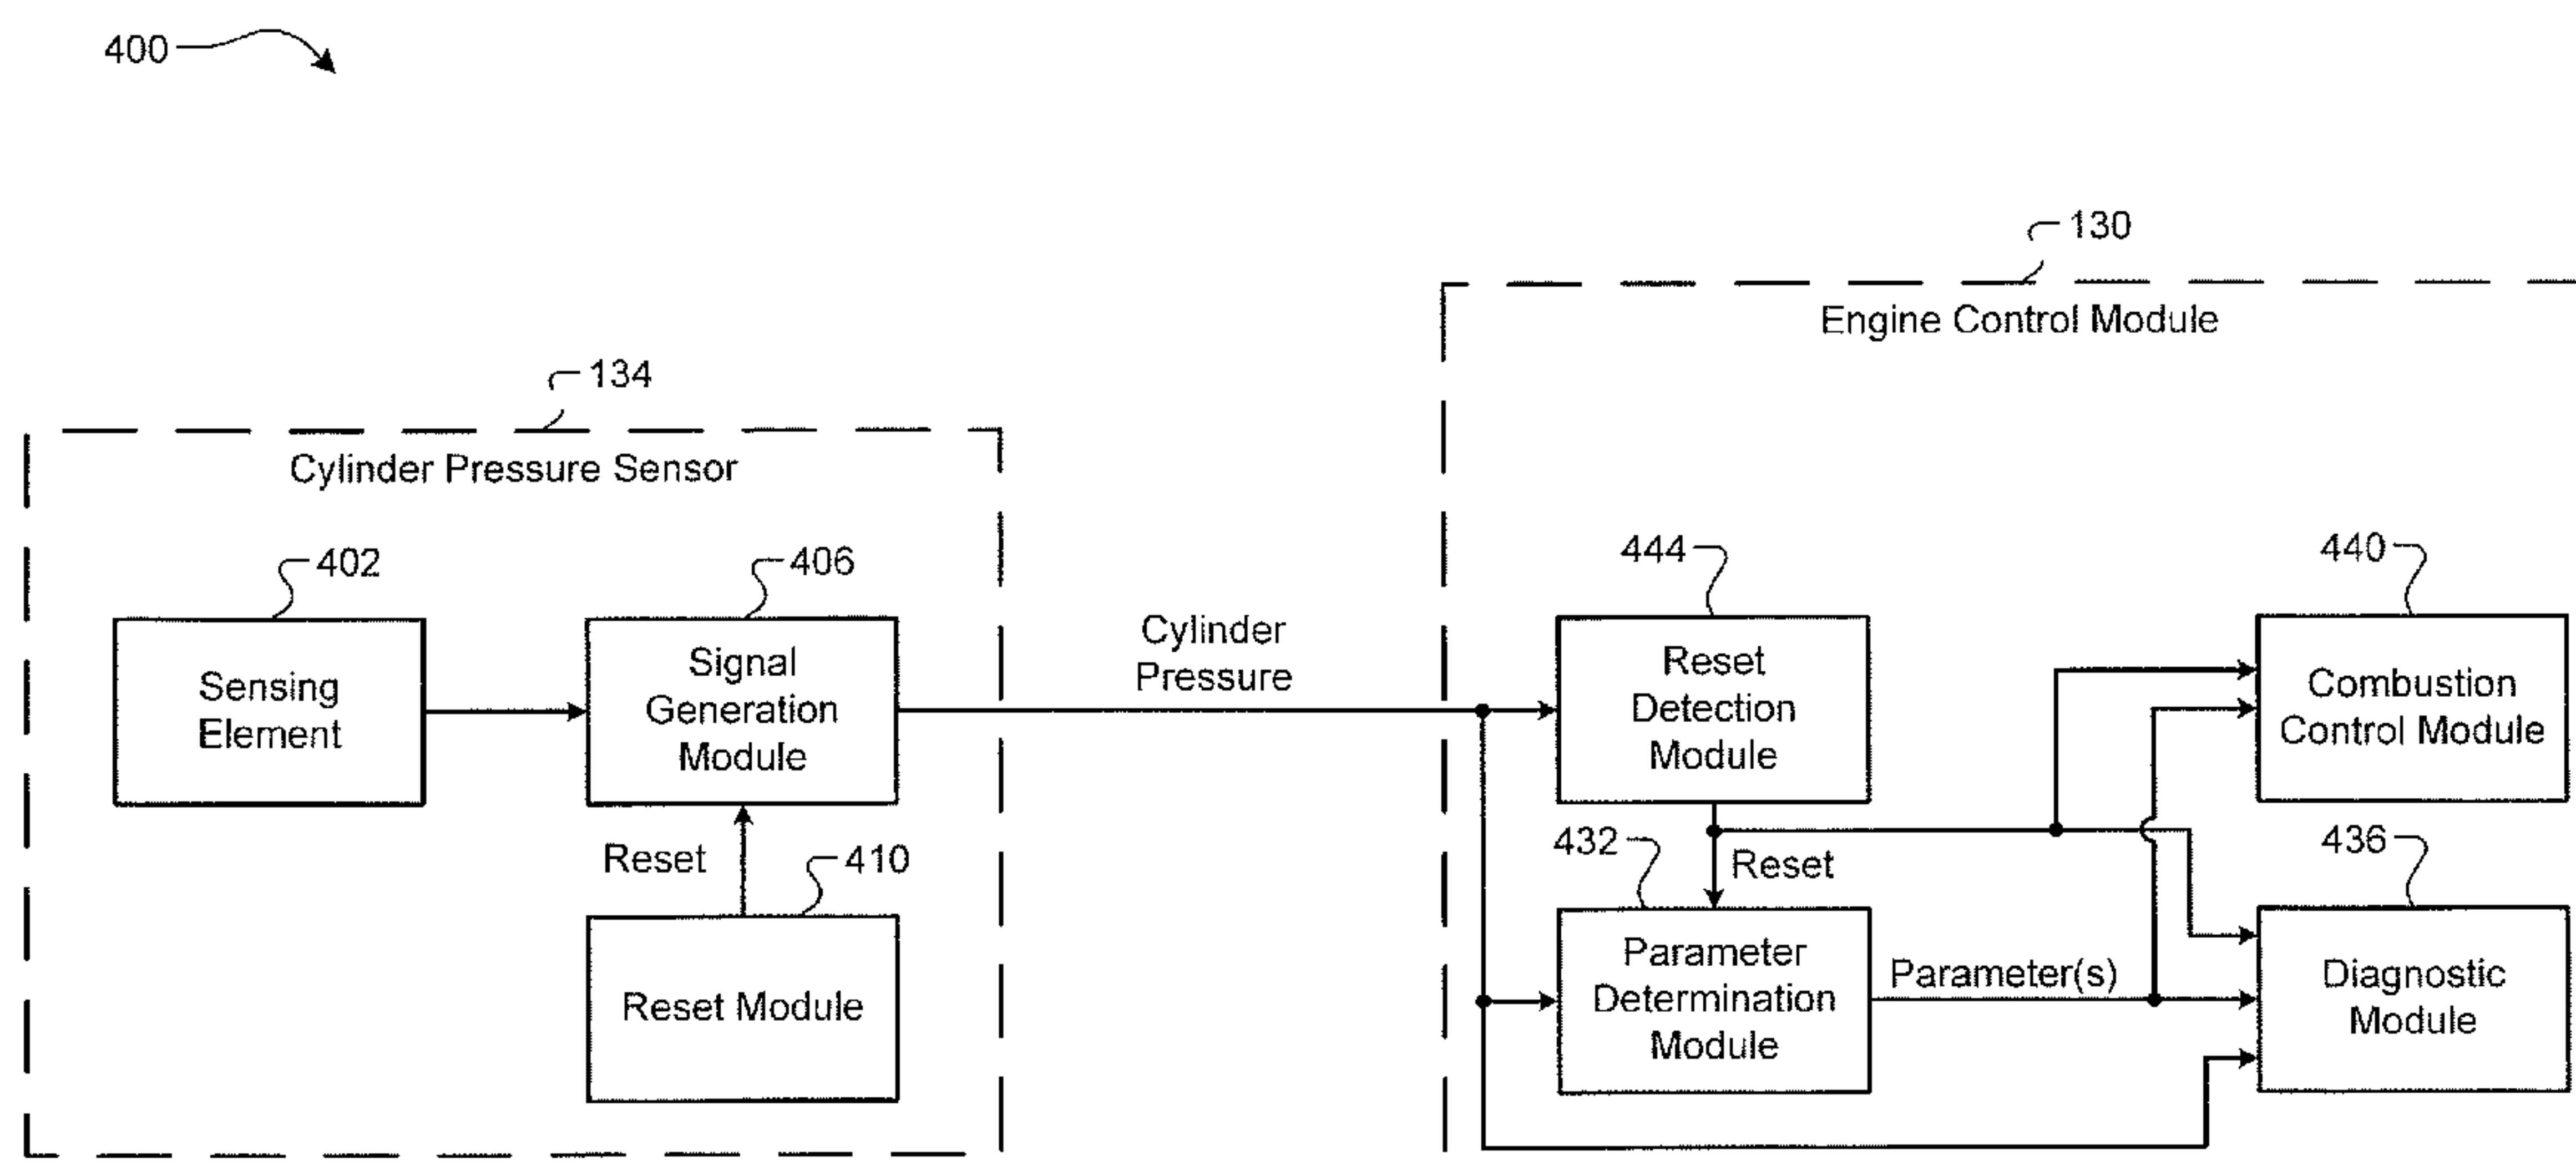 400
130
Engine Control Module
134
Cylinder Pressure Sensor
402
406
444
440
Sensing
Element
Signal
Generation
Module
Cylinder
Pressure
Reset
Detection
Module
Combustion
Control Module
Reset
410
432
Reset
436
Reset Module
Parameter
Determination
Module
Parameter(s)
Diagnostic
Module